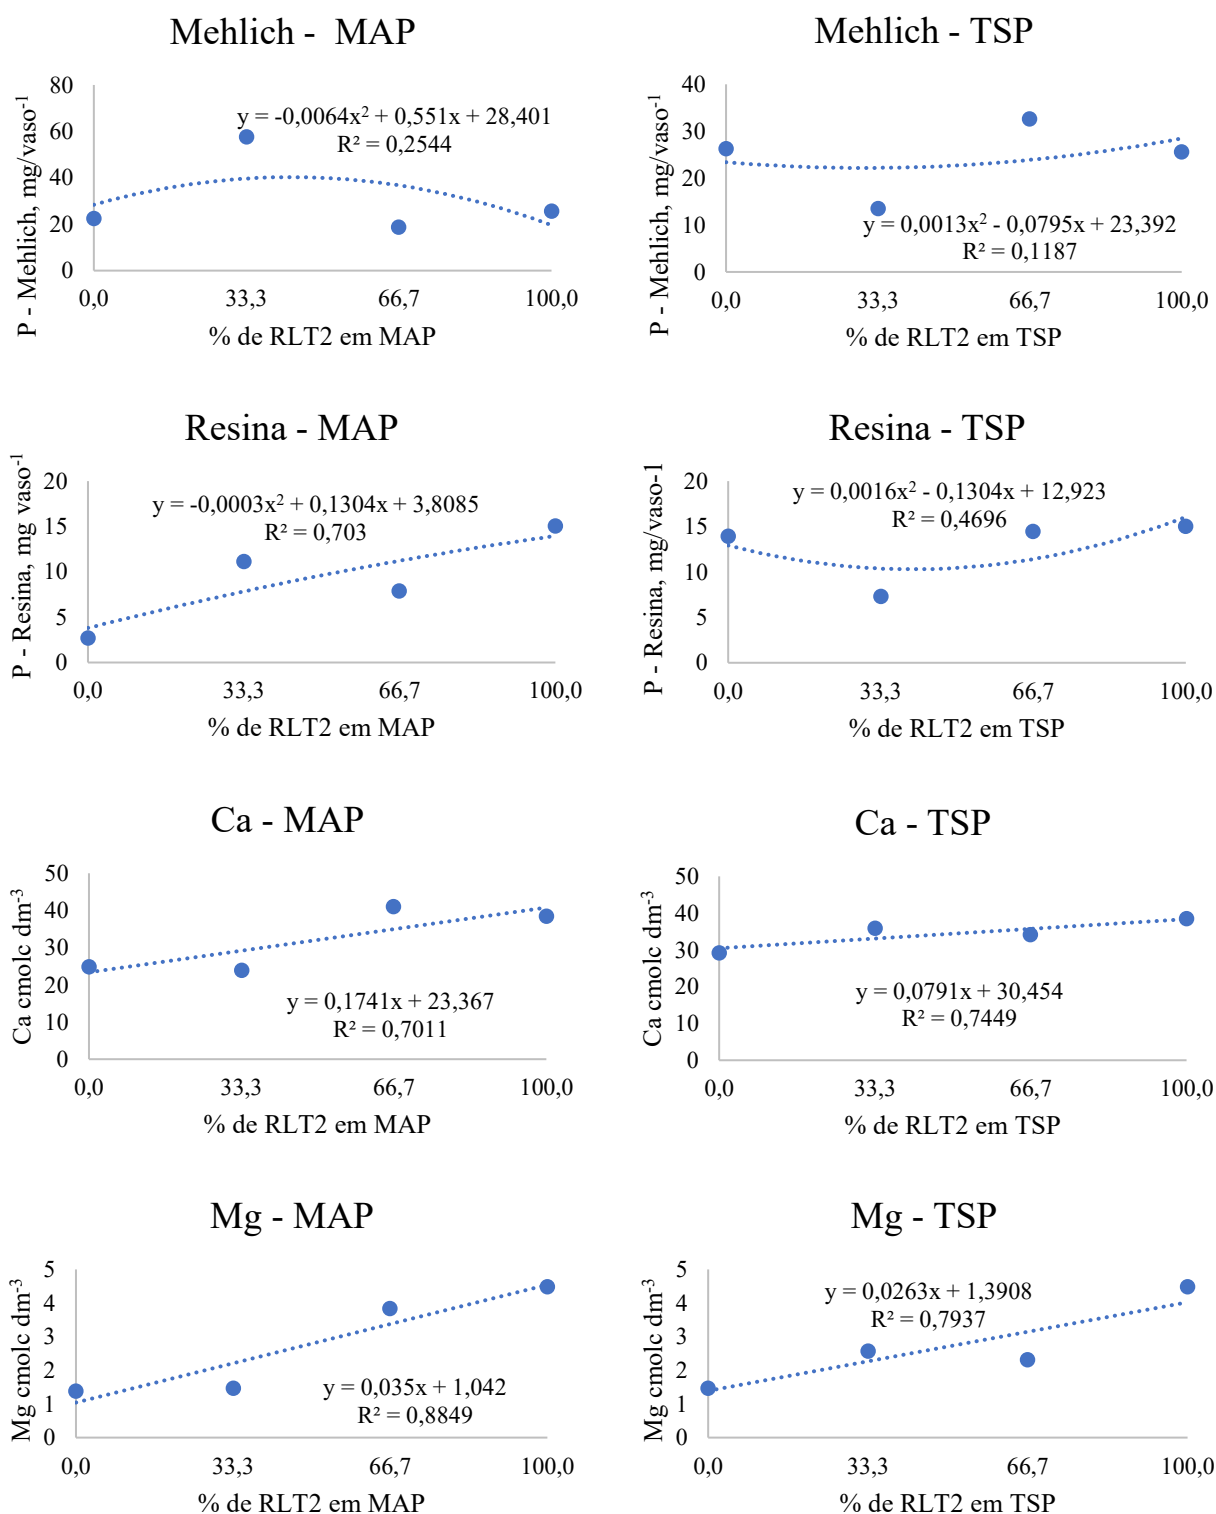 Mehlich -  MAP
P - Mehlich, mg/vaso⁻¹
80
60
40
20
0
y = -0,0064x² + 0,551x + 28,401
R² = 0,2544
0,0 33,3 66,7 100,0
% de RLT2 em MAP
Mehlich - TSP
P - Mehlich, mg/vaso⁻¹
40
30
20
10
0
y = 0,0013x² - 0,0795x + 23,392
R² = 0,1187
0,0 33,3 66,7 100,0
% de RLT2 em TSP
Resina - MAP
P - Resina, mg vaso⁻¹
20
15
10
5
0
y = -0,0003x² + 0,1304x + 3,8085
R² = 0,703
0,0 33,3 66,7 100,0
% de RLT2 em MAP
Resina - TSP
P - Resina, mg/vaso-1
20
15
10
5
0
y = 0,0016x² - 0,1304x + 12,923
R² = 0,4696
0,0 33,3 66,7 100,0
% de RLT2 em TSP
Ca - MAP
Ca cmolc dm⁻³
50
40
30
20
10
0
y = 0,1741x + 23,367
R² = 0,7011
0,0 33,3 66,7 100,0
% de RLT2 em MAP
Ca - TSP
Ca cmolc dm⁻³
50
40
30
20
10
0
y = 0,0791x + 30,454
R² = 0,7449
0,0 33,3 66,7 100,0
% de RLT2 em TSP
Mg - MAP
Mg cmolc dm⁻³
5
4
3
2
1
0
y = 0,035x + 1,042
R² = 0,8849
0,0 33,3 66,7 100,0
% de RLT2 em MAP
Mg - TSP
Mg cmolc dm⁻³
5
4
3
2
1
0
y = 0,0263x + 1,3908
R² = 0,7937
0,0 33,3 66,7 100,0
% de RLT2 em TSP